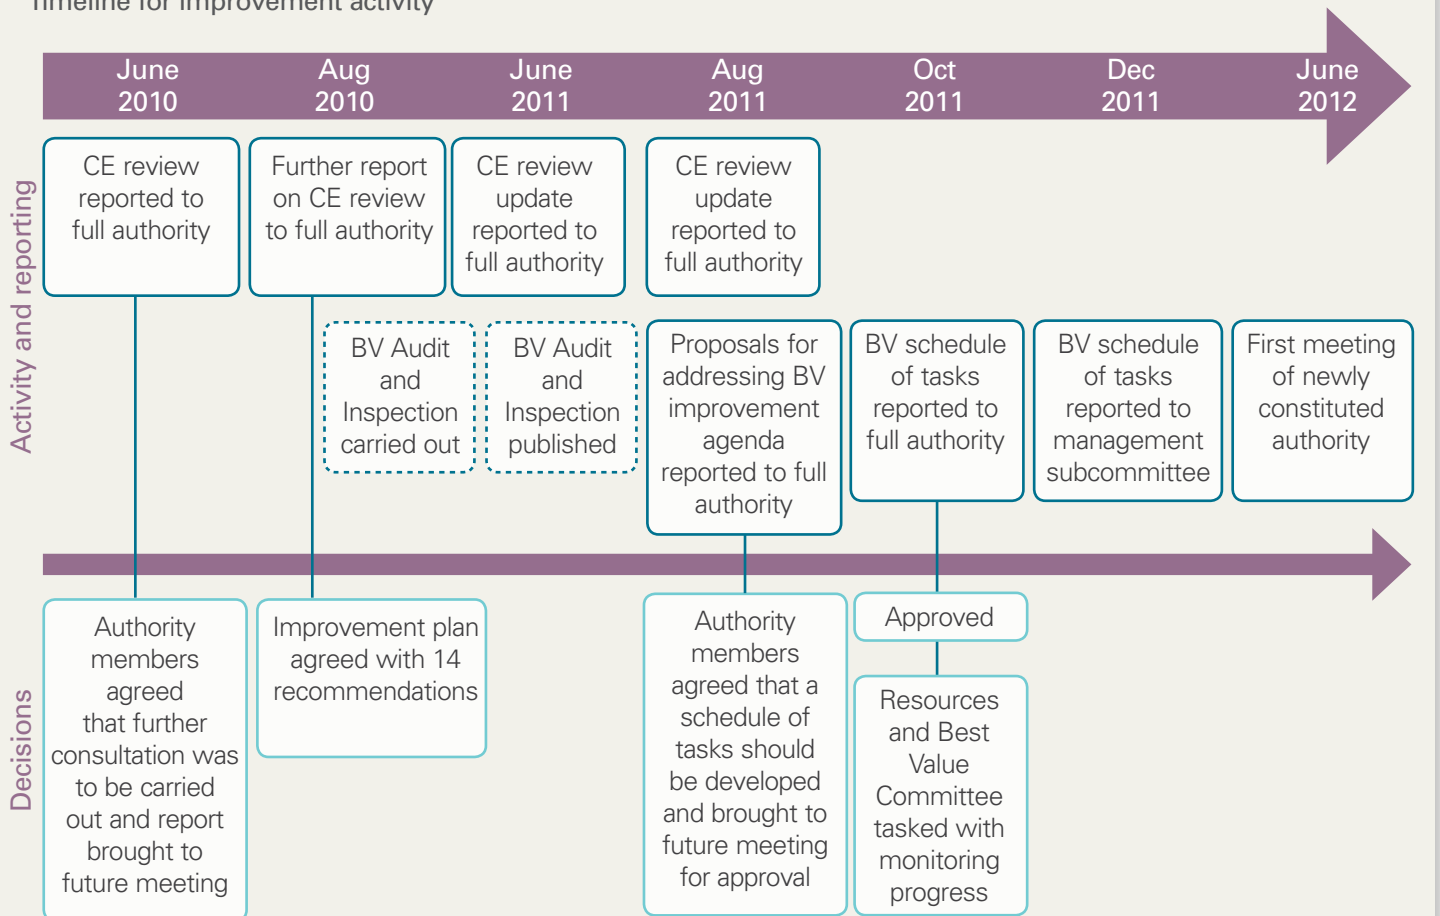 Timeline for improvement activity
June
2010
Aug
2010
June
2011
Aug
2011
Oct
2011
Dec
2011
June
2012
Activity and reporting
CE review
reported to
full authority
Further report
on CE review
to full authority
CE review
update
reported to
full authority
CE review
update
reported to
full authority
BV Audit
and
Inspection
carried out
BV Audit
and
Inspection
published
Proposals for
addressing BV
improvement
agenda
reported to full
authority
BV schedule
of tasks
reported to
full authority
BV schedule
of tasks
reported to
management
subcommittee
First meeting
of newly
constituted
authority
Decisions
Authority
members
agreed
that further
consultation was
to be carried
out and report
brought to
future meeting
Improvement plan
agreed with 14
recommendations
Authority
members
agreed that a
schedule of
tasks should
be developed
and brought to
future meeting
for approval
Approved
Resources
and Best
Value
Committee
tasked with
monitoring
progress